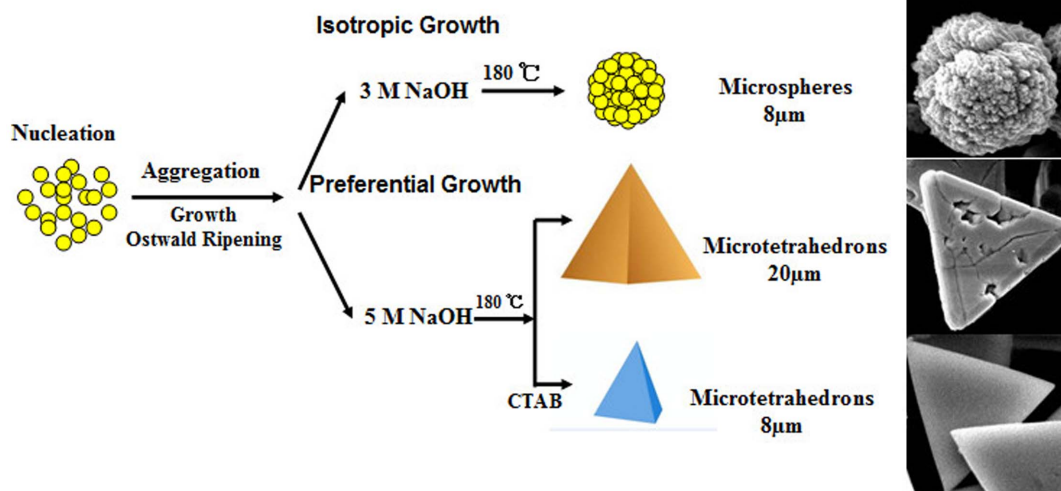 Isotropic Growth
180 ℃
3 M NaOH
Microspheres
8μm
Nucleation
Aggregation
Growth
Ostwald Ripening
Preferential Growth
Microtetrahedrons
20μm
180 ℃
5 M NaOH
CTAB
Microtetrahedrons
8μm